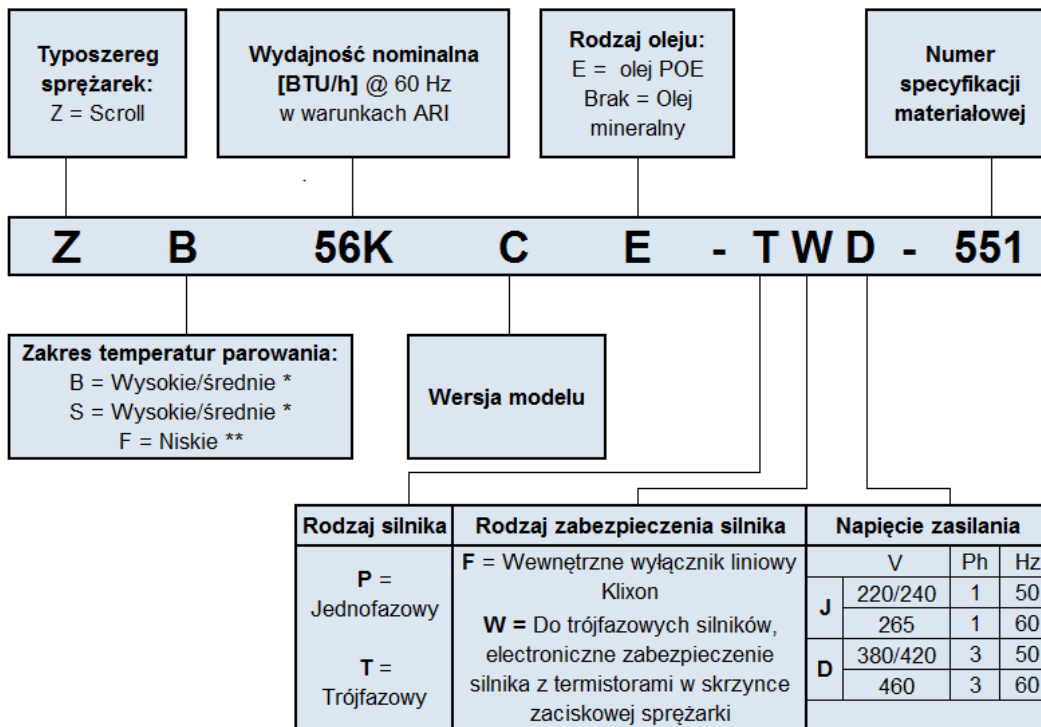 Typoszereg
sprężarek:
Z = Scroll
Wydajność nominalna
[BTU/h] @ 60 Hz
w warunkach ARI
Rodzaj oleju:
E = olej POE
Brak = Olej
mineralny
Numer
specyfikacji
materiałowej
Z B 56K C E - T W D - 551
Zakres temperatur parowania:
B = Wysokie/średnie *
S = Wysokie/średnie *
F = Niskie **
Wersja modelu
Rodzaj silnika
P =
Jednofazowy
T =
Trójfazowy
Rodzaj zabezpieczenia silnika
F = Wewnętrzne wyłącznik liniowy
Klixon
W = Do trójfazowych silników,
electroniczne zabezpieczenie
silnika z termistorami w skrzynce
zaciskowej sprężarki
Napięcie zasilania
V Ph Hz
J 220/240 1 50
265 1 60
D 380/420 3 50
460 3 60